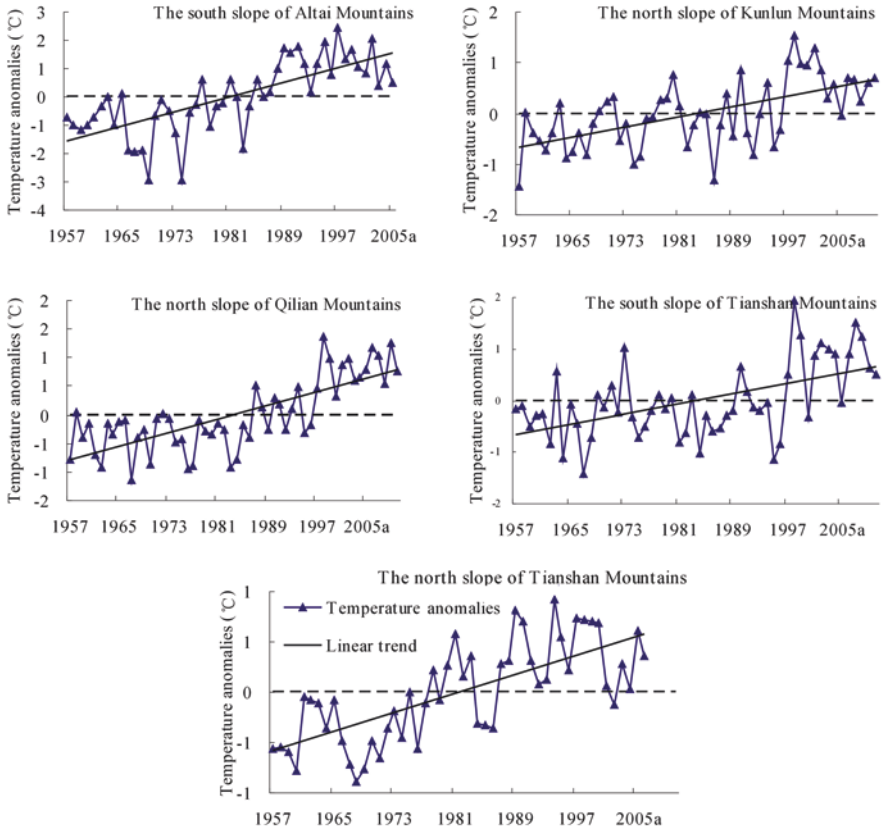 The south slope of Altai Mountains
Temperature anomalies (℃)
3
2
1
0
-1
-2
-3
-4
1957 1965 1973 1981 1989 1997 2005a
The north slope of Kunlun Mountains
Temperature anomalies (℃)
2
1
0
-1
-2
1957 1965 1973 1981 1989 1997 2005a
The north slope of Qilian Mountains
Temperature anomalies (℃)
2
2
1
1
0
-1
-1
-2
1957 1965 1973 1981 1989 1997 2005a
The south slope of Tianshan Mountains
Temperature anomalies (℃)
2
1
0
-1
-2
1957 1965 1973 1981 1989 1997 2005a
The north slope of Tianshan Mountains
Temperature anomalies (℃)
1
1
0
-1
-1
Temperature anomalies
Linear trend
1957 1965 1973 1981 1989 1997 2005a